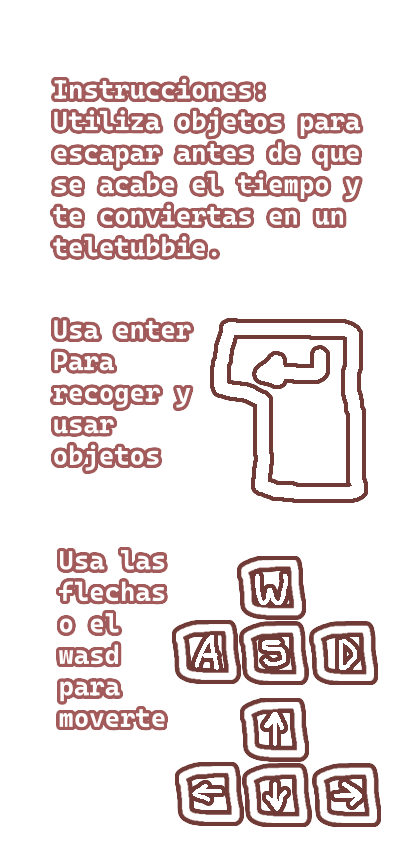 Instrucciones:
Utiliza objetos para
escapar antes de que
se acabe el tiempo y
te conviertas en un
teletubbie.
Usa enter
Para
recoger y
usar
objetos
Usa las
flechas
o el
wasd
para
moverte
W
A S D